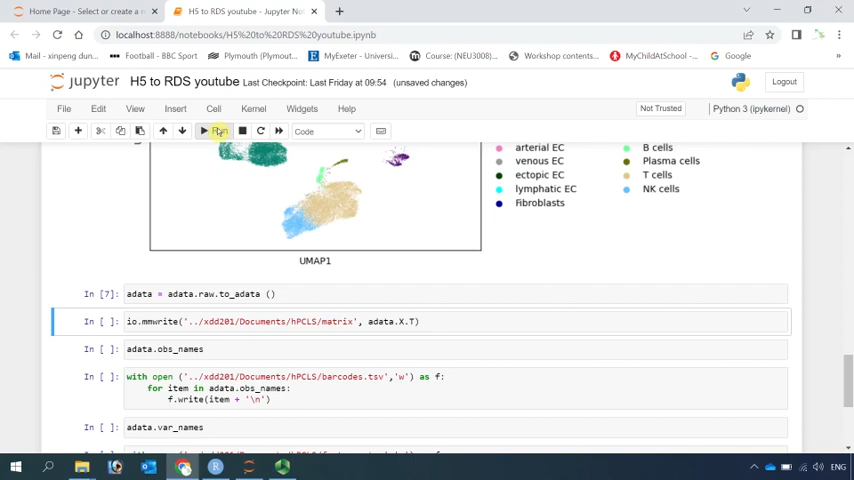 Home Page - Select or create a n
H5 to RDS youtube - Jupyter Not
localhost:8888/notebooks/H5%20to%20RDS%20youtube.ipynb
Mail - xinpeng dun...
Football - BBC Sport
Plymouth (Plymouth...
MyExeter - Universi...
Course: (NEU3008)...
Workshop contents...
MyChildAtSchool -...
Google
jupyter H5 to RDS youtube Last Checkpoint: Last Friday at 09:54 (unsaved changes)
Logout
File Edit View Insert Cell Kernel Widgets Help
Not Trusted
Python 3 (ipykernel)
Run
Code
arterial EC
B cells
venous EC
Plasma cells
ectopic EC
T cells
lymphatic EC
NK cells
Fibroblasts
UMAP1
In [7]: adata = adata.raw.to_adata ()
In [ ]: io.mmwrite('../xdd201/Documents/hPCLS/matrix', adata.X.T)
In [ ]: adata.obs_names
In [ ]: with open ('../xdd201/Documents/hPCLS/barcodes.tsv','w') as f:
for item in adata.obs_names:
f.write(item + '\n')
In [ ]: adata.var_names
ENG